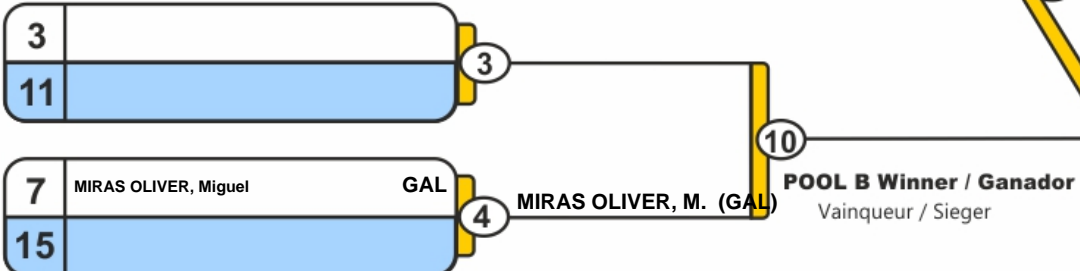 3
11
3
10
7 MIRAS OLIVER, Miguel GAL
15
4
MIRAS OLIVER, M. (GAL)
POOL B Winner / Ganador
Vainqueur / Sieger